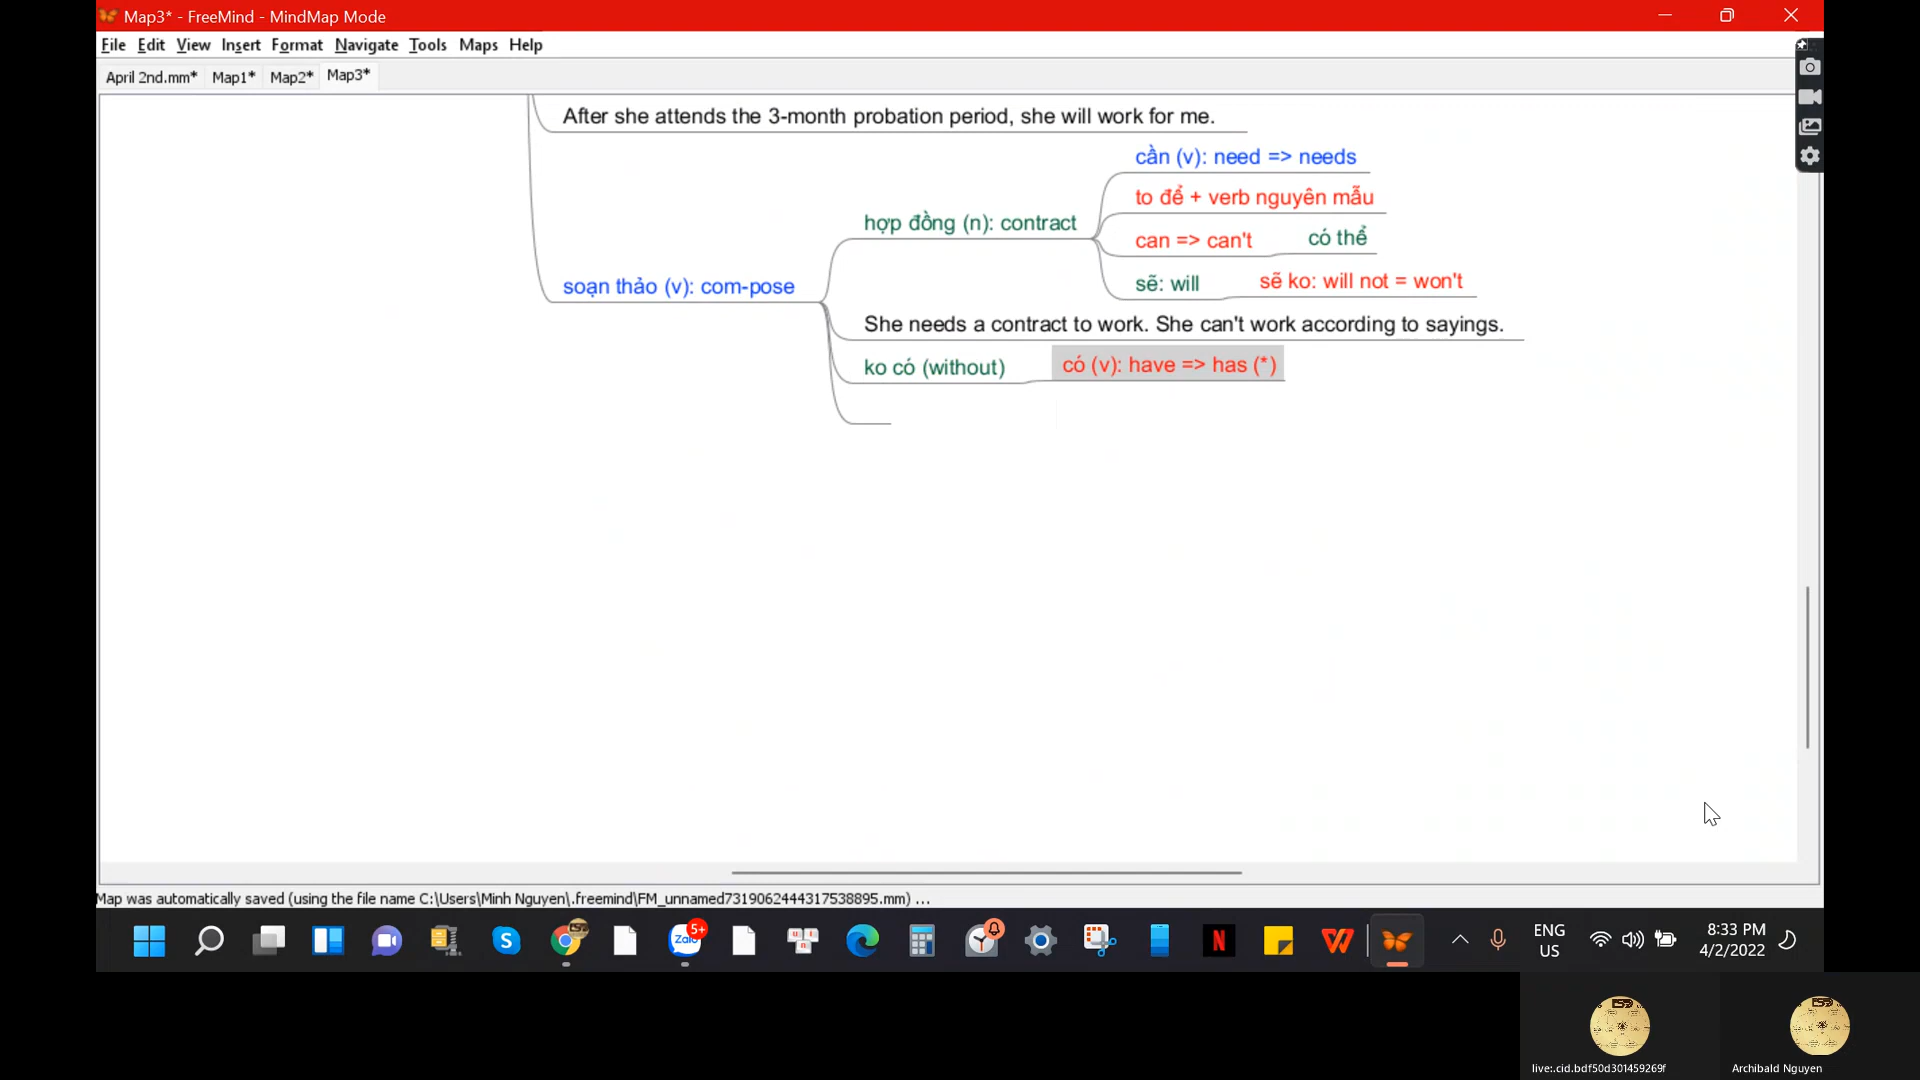 Map3* - FreeMind - MindMap Mode
File Edit View Insert Format Navigate Tools Maps Help
April 2nd.mm* Map1* Map2* Map3*
After she attends the 3-month probation period, she will work for me.
cần (v): need => needs
to để + verb nguyên mẫu
hợp đồng (n): contract
can => can't có thể
soạn thảo (v): com-pose
sẽ: will sẽ ko: will not = won't
She needs a contract to work. She can't work according to sayings.
ko có (without) có (v): have => has (*)
Map was automatically saved (using the file name C:\Users\Minh Nguyen\.freemind\FM_unnamed7319062444317538895.mm) ...
Zalo 5+
N
ENG
US
8:33 PM
4/2/2022
live:.cid.bdf50d301459269f
Archibald Nguyen